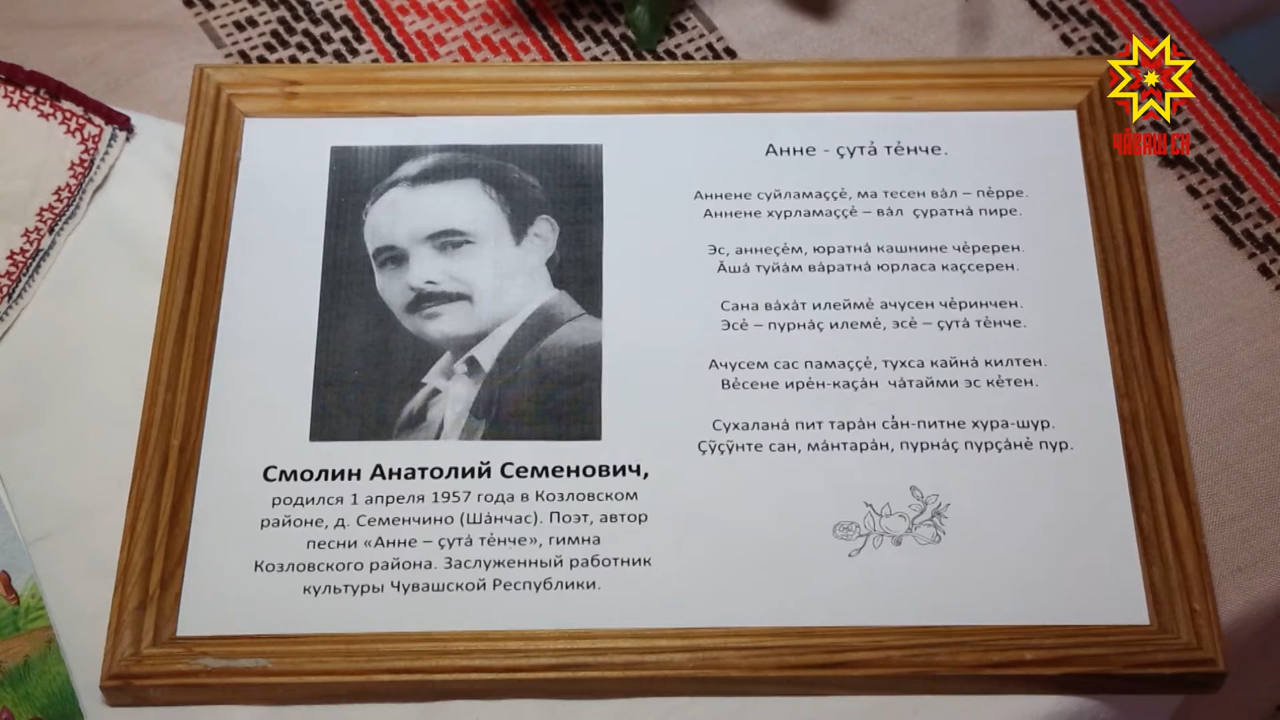 ЧӐВАШ ЕН
Анне - ҫутӑ тӗнче.
Аннене суйламаҫҫӗ, ма тесен вӑл – пӗрре.
Аннене хурламаҫҫӗ – вӑл ҫуратнӑ пире.
Эс, аннеҫӗм, юратнӑ кашнине чӗререн.
Ӑшӑ туйӑм вӑратнӑ юрласа каҫсерен.
Сана вӑхӑт илеймӗ ачусен чӗринчен.
Эсӗ – пурнӑҫ илемӗ, эсӗ – ҫутӑ тӗнче.
Ачусем сас памаҫҫӗ, тухса кайнӑ килтен.
Вӗсене ирӗн-каҫӑн чӑтайми эс кӗтен.
Сухаланӑ пит тарӑн сӑн-питне хура-шур.
Ҫӳҫӳнте сан, мӑнтарӑн, пурнӑҫ пурҫӑнӗ пур.
Смолин Анатолий Семенович,
родился 1 апреля 1957 года в Козловском
районе, д. Семенчино (Шӑнчас). Поэт, автор
песни «Анне – ҫутӑ тӗнче», гимна
Козловского района. Заслуженный работник
культуры Чувашской Республики.